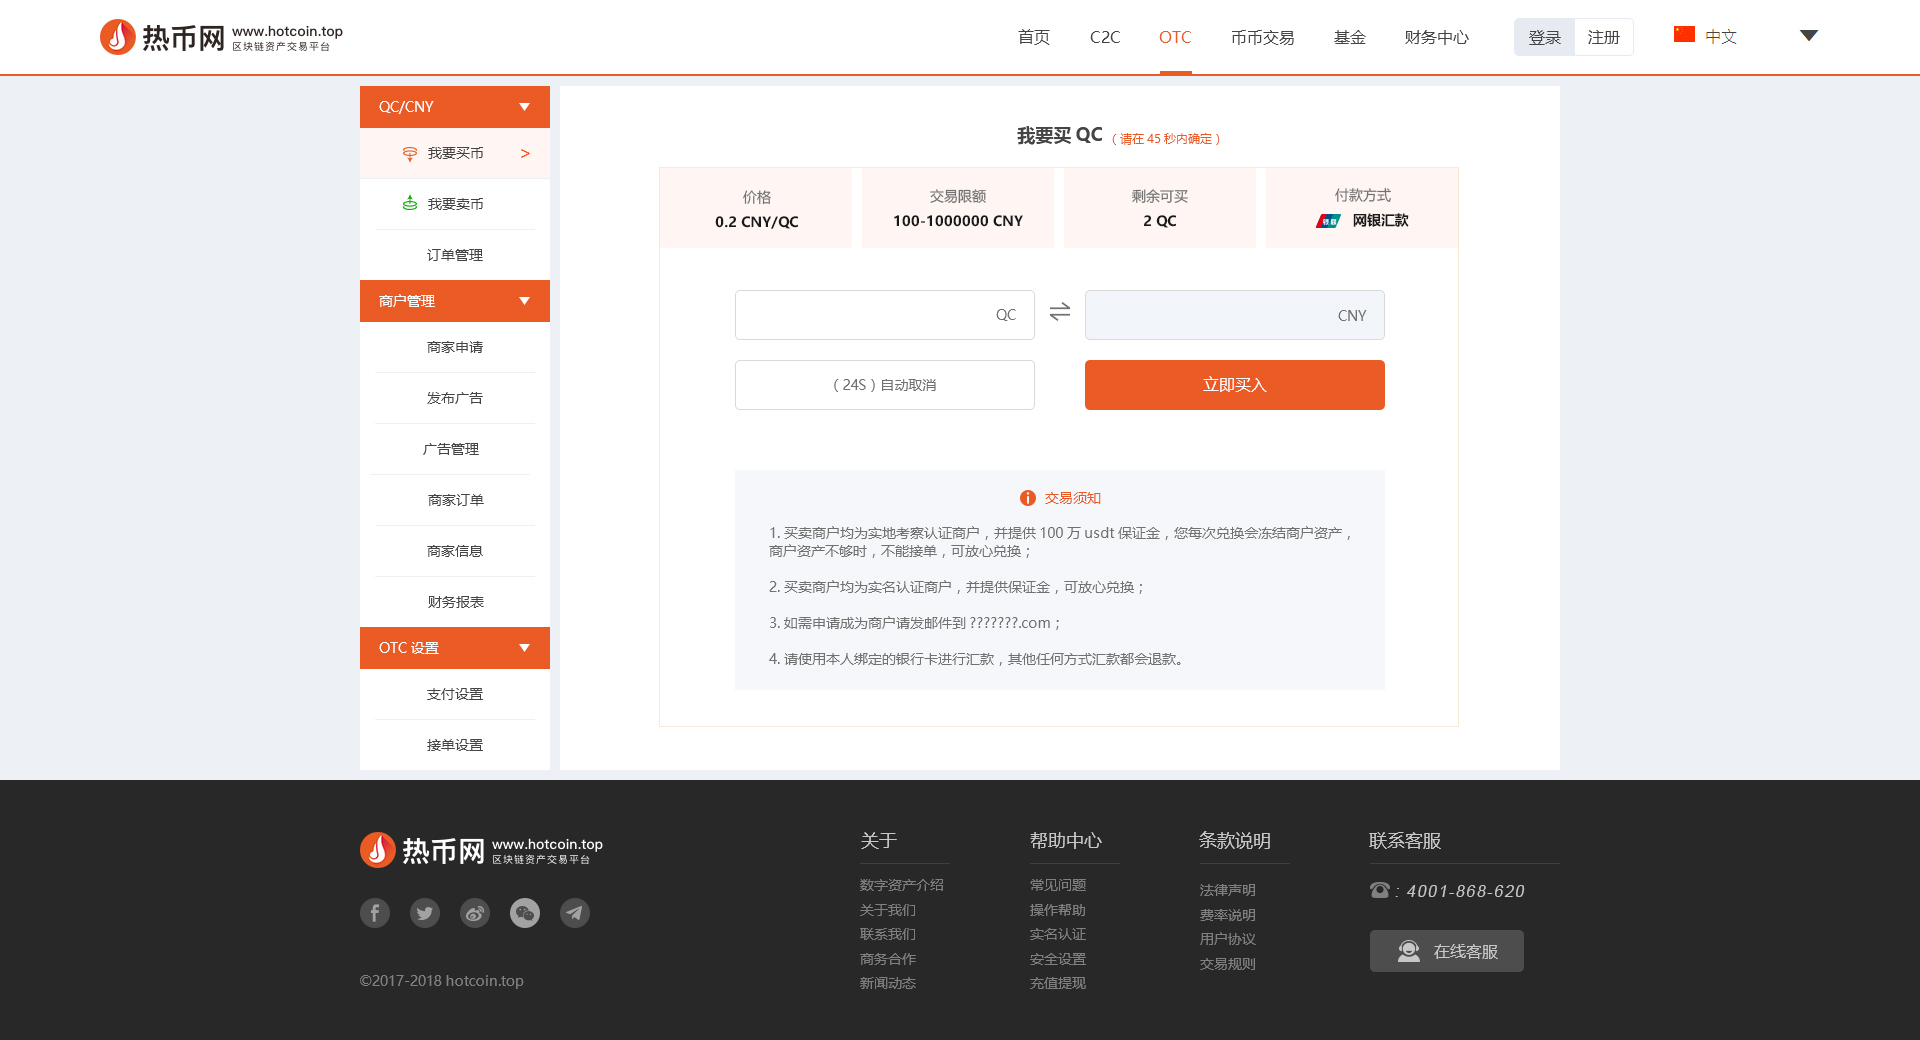 热币网 www.hotcoin.top
区块链资产交易平台
首页 C2C OTC 币币交易 基金 财务中心 登录 注册 中文
QC/CNY
我要买币 >
我要卖币
订单管理
商户管理
商家申请
发布广告
广告管理
商家订单
商家信息
财务报表
OTC 设置
支付设置
接单设置
我要买 QC（请在 45 秒内确定）
价格
0.2 CNY/QC
交易限额
100-1000000 CNY
剩余可买
2 QC
付款方式
网银汇款
QC
CNY
（24S）自动取消
立即买入
交易须知
1. 买卖商户均为实地考察认证商户，并提供 100 万 usdt 保证金，您每次兑换会冻结商户资产，
商户资产不够时，不能接单，可放心兑换；
2. 买卖商户均为实名认证商户，并提供保证金，可放心兑换；
3. 如需申请成为商户请发邮件到 ???????.com；
4. 请使用本人绑定的银行卡进行汇款，其他任何方式汇款都会退款。
热币网 www.hotcoin.top
区块链资产交易平台
©2017-2018 hotcoin.top
关于
数字资产介绍
关于我们
联系我们
商务合作
新闻动态
帮助中心
常见问题
操作帮助
实名认证
安全设置
充值提现
条款说明
法律声明
费率说明
用户协议
交易规则
联系客服
: 4001-868-620
在线客服